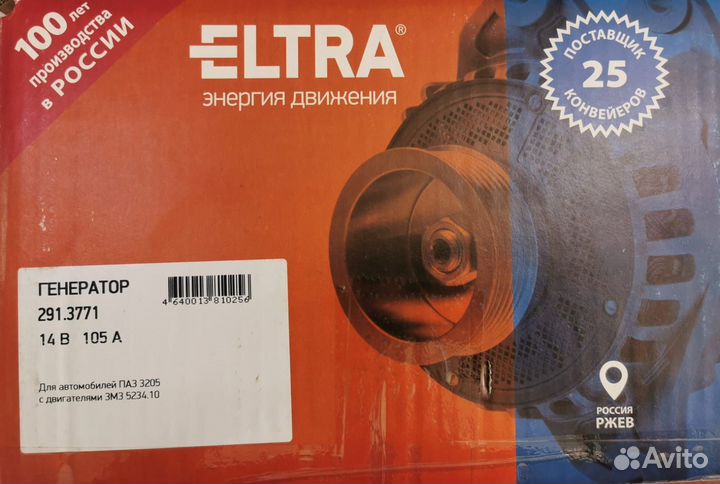 100 лет
производства
в РОССИИ
ELTRA®
энергия движения
ПОСТАВЩИК
25
КОНВЕЙЕРОВ
ГЕНЕРАТОР
291.3771
14 В 105 А
4 640013 810256
Для автомобилей ПАЗ 3205
с двигателями ЗМЗ 5234.10
РОССИЯ
РЖЕВ
Avito